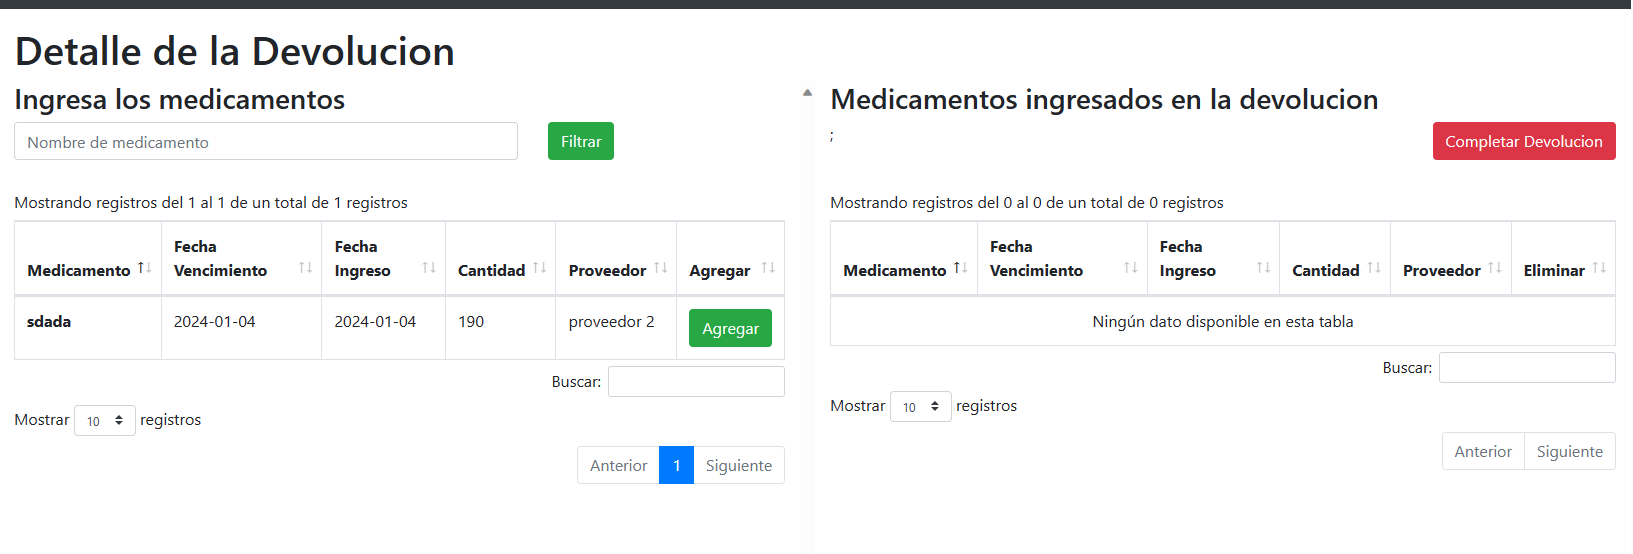 Detalle de la Devolucion
Ingresa los medicamentos
Nombre de medicamento
Filtrar
Mostrando registros del 1 al 1 de un total de 1 registros
Medicamento Fecha Vencimiento Fecha Ingreso Cantidad Proveedor Agregar
sdada 2024-01-04 2024-01-04 190 proveedor 2 Agregar
Buscar:
Mostrar 10 registros
Anterior 1 Siguiente
Medicamentos ingresados en la devolucion
;
Completar Devolucion
Mostrando registros del 0 al 0 de un total de 0 registros
Medicamento Fecha Vencimiento Fecha Ingreso Cantidad Proveedor Eliminar
Ningún dato disponible en esta tabla
Buscar:
Mostrar 10 registros
Anterior Siguiente